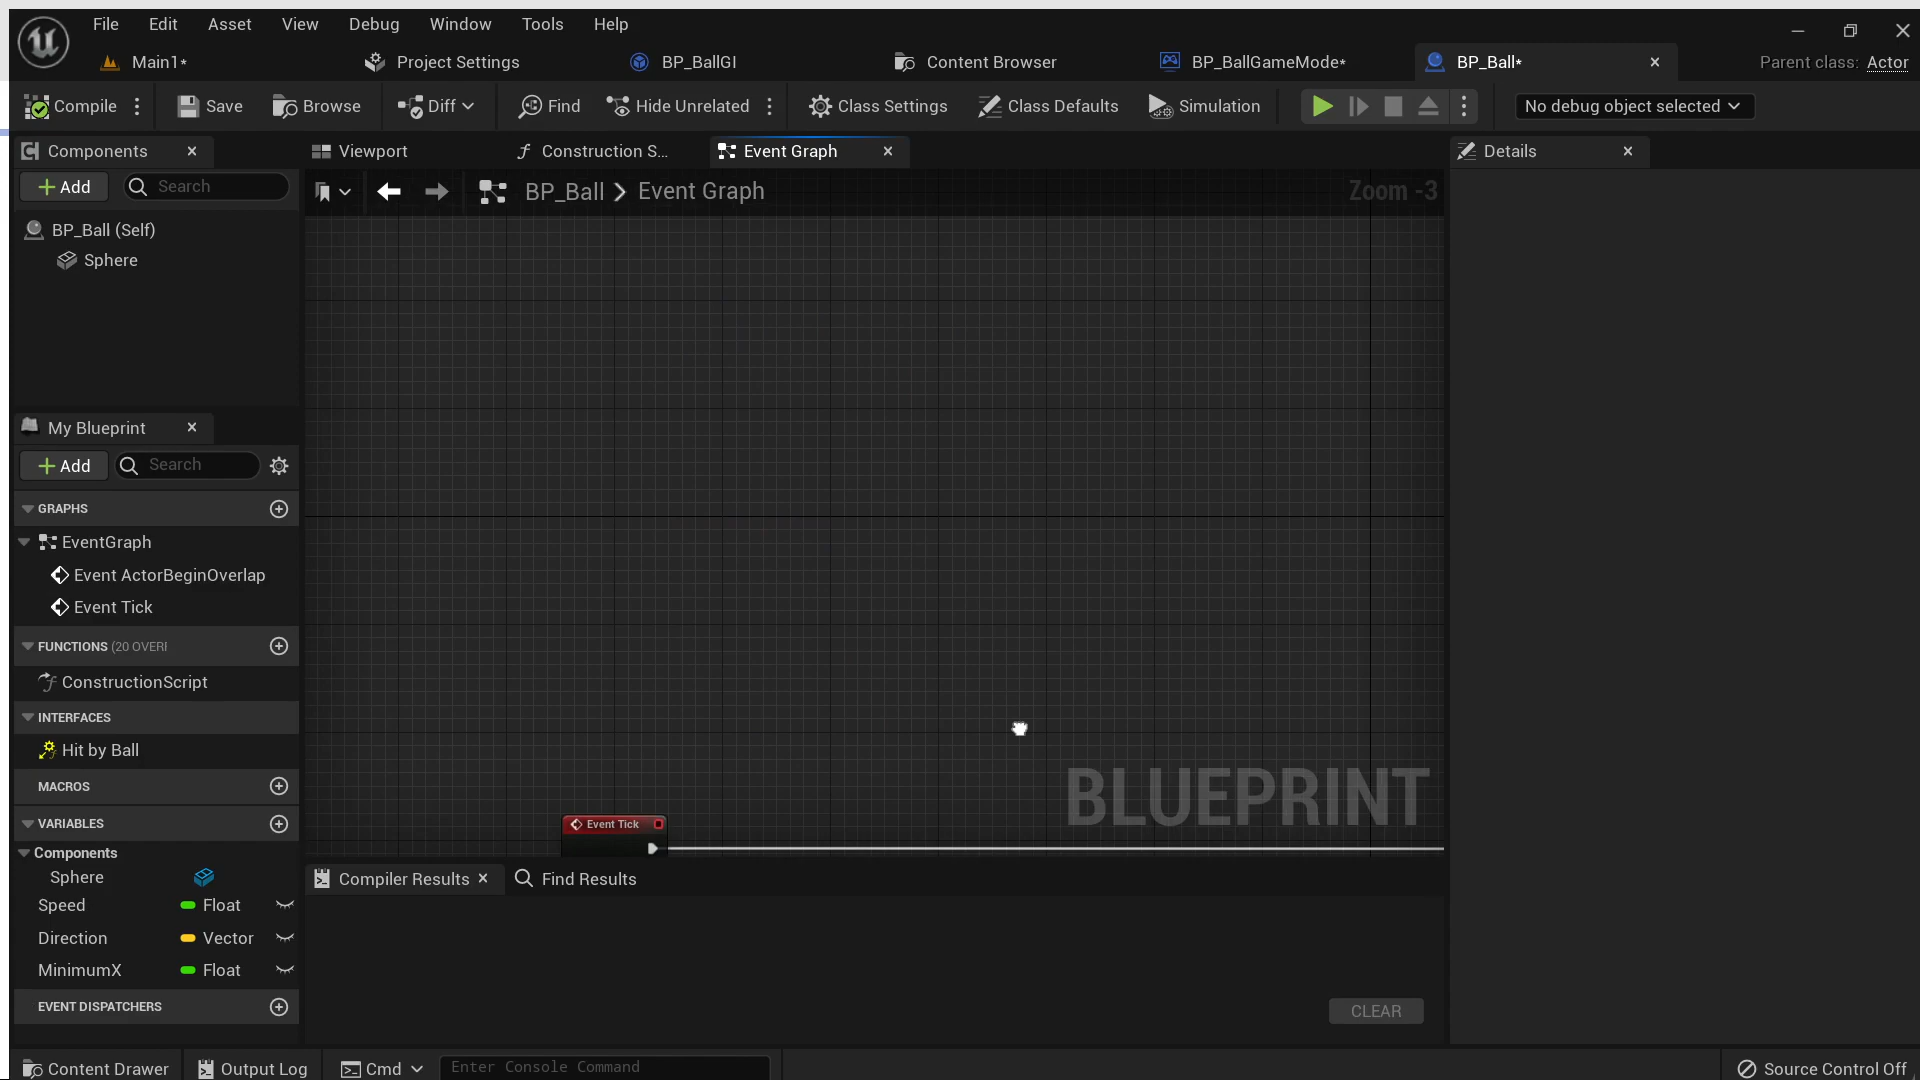 File Edit Asset View Debug Window Tools Help
Main1* Project Settings BP_BallGI Content Browser BP_BallGameMode* BP_Ball* Parent class: Actor
Compile Save Browse Diff Find Hide Unrelated Class Settings Class Defaults Simulation No debug object selected
Components Viewport Construction S... Event Graph Details
Add Search BP_Ball Event Graph Zoom -3
BP_Ball (Self)
Sphere
My Blueprint
Add Search
GRAPHS
EventGraph
Event ActorBeginOverlap
Event Tick
FUNCTIONS (20 OVERI
ConstructionScript
INTERFACES
Hit by Ball
MACROS
VARIABLES
Components
Sphere
Speed Float
Direction Vector
MinimumX Float
EVENT DISPATCHERS
BLUEPRINT
Event Tick
Compiler Results Find Results
CLEAR
Content Drawer Output Log Cmd Enter Console Command Source Control Off